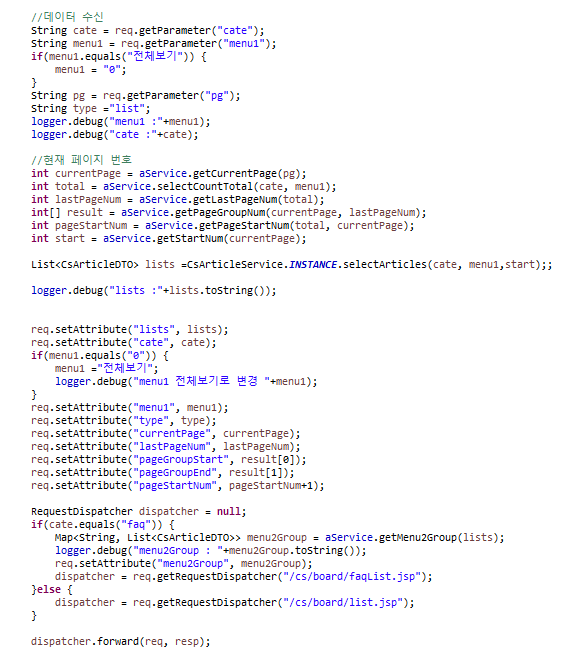 //데이터 수신
String cate = req.getParameter("cate");
String menu1 = req.getParameter("menu1");
if(menu1.equals("전체보기")) {
    menu1 = "0";
}
String pg = req.getParameter("pg");
String type ="list";
logger.debug("menu1 :"+menu1);
logger.debug("cate :"+cate);

//현재 페이지 번호
int currentPage = aService.getCurrentPage(pg);
int total = aService.selectCountTotal(cate, menu1);
int lastPageNum = aService.getLastPageNum(total);
int[] result = aService.getPageGroupNum(currentPage, lastPageNum);
int pageStartNum = aService.getPageStartNum(total, currentPage);
int start = aService.getStartNum(currentPage);

List<CsArticleDTO> lists =CsArticleService.INSTANCE.selectArticles(cate, menu1,start);;

logger.debug("lists :"+lists.toString());


req.setAttribute("lists", lists);
req.setAttribute("cate", cate);
if(menu1.equals("0")) {
    menu1 ="전체보기";
    logger.debug("menu1 전체보기로 변경 "+menu1);
}
req.setAttribute("menu1", menu1);
req.setAttribute("type", type);
req.setAttribute("currentPage", currentPage);
req.setAttribute("lastPageNum", lastPageNum);
req.setAttribute("pageGroupStart", result[0]);
req.setAttribute("pageGroupEnd", result[1]);
req.setAttribute("pageStartNum", pageStartNum+1);

RequestDispatcher dispatcher = null;
if(cate.equals("faq")) {
    Map<String, List<CsArticleDTO>> menu2Group = aService.getMenu2Group(lists);
    logger.debug("menu2Group : "+menu2Group.toString());
    req.setAttribute("menu2Group", menu2Group);
    dispatcher = req.getRequestDispatcher("/cs/board/faqList.jsp");
}else {
    dispatcher = req.getRequestDispatcher("/cs/board/list.jsp");
}

dispatcher.forward(req, resp);